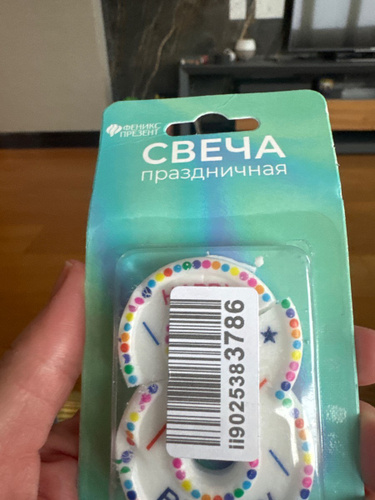 ФЕНИКС
ПРЕЗЕНТ
СВЕЧА
праздничная
ii9025383786